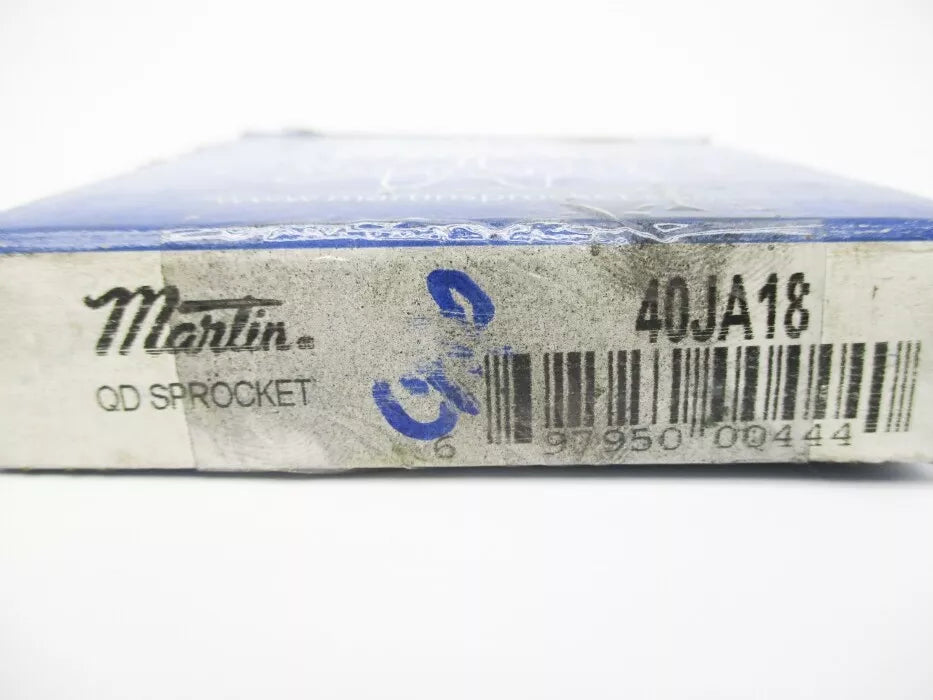 Martin
40JA18
QD SPROCKET
6 97950 00444